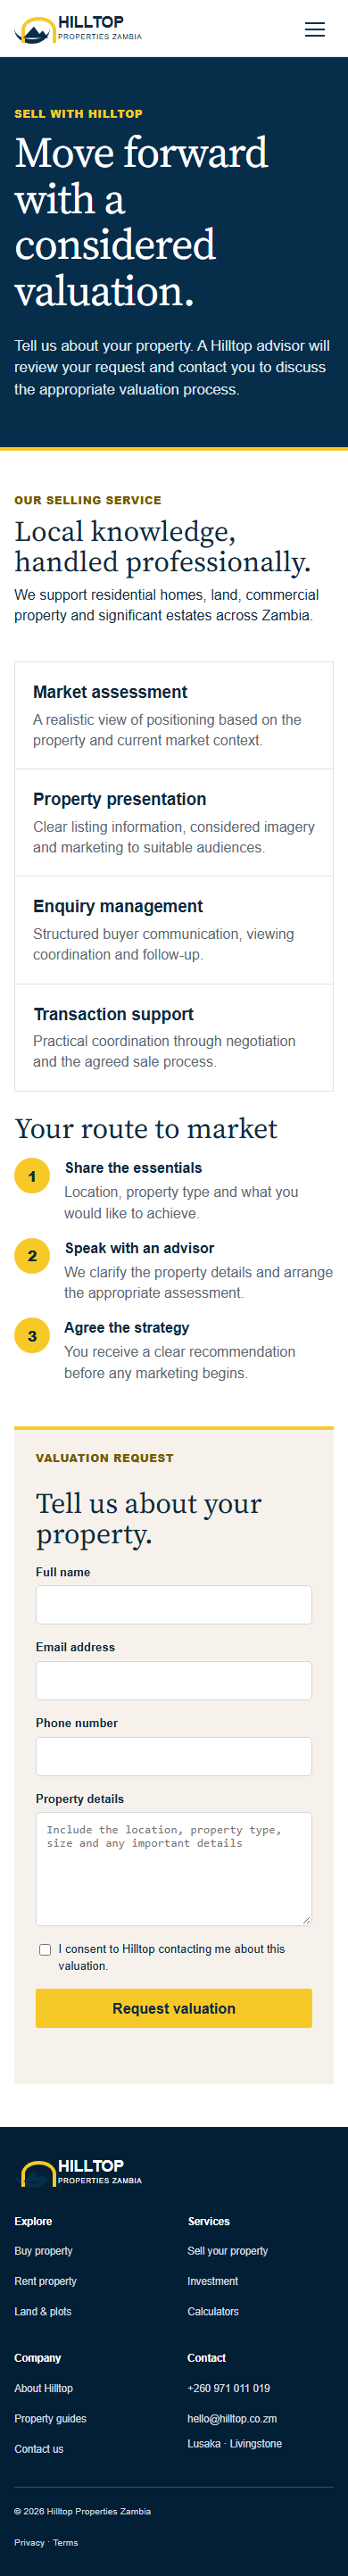 HILLTOP
PROPERTIES ZAMBIA
SELL WITH HILLTOP
Move forward
with a
considered
valuation.
Tell us about your property. A Hilltop advisor will
review your request and contact you to discuss
the appropriate valuation process.
OUR SELLING SERVICE
Local knowledge,
handled professionally.
We support residential homes, land, commercial
property and significant estates across Zambia.
Market assessment
A realistic view of positioning based on the
property and current market context.
Property presentation
Clear listing information, considered imagery
and marketing to suitable audiences.
Enquiry management
Structured buyer communication, viewing
coordination and follow-up.
Transaction support
Practical coordination through negotiation
and the agreed sale process.
Your route to market
1
Share the essentials
Location, property type and what you
would like to achieve.
2
Speak with an advisor
We clarify the property details and arrange
the appropriate assessment.
3
Agree the strategy
You receive a clear recommendation
before any marketing begins.
VALUATION REQUEST
Tell us about your
property.
Full name
Email address
Phone number
Property details
Include the location, property type,
size and any important details
I consent to Hilltop contacting me about this
valuation.
Request valuation
HILLTOP
PROPERTIES ZAMBIA
Explore
Buy property
Rent property
Land & plots
Services
Sell your property
Investment
Calculators
Company
About Hilltop
Property guides
Contact us
Contact
+260 971 011 019
hello@hilltop.co.zm
Lusaka · Livingstone
© 2026 Hilltop Properties Zambia
Privacy · Terms